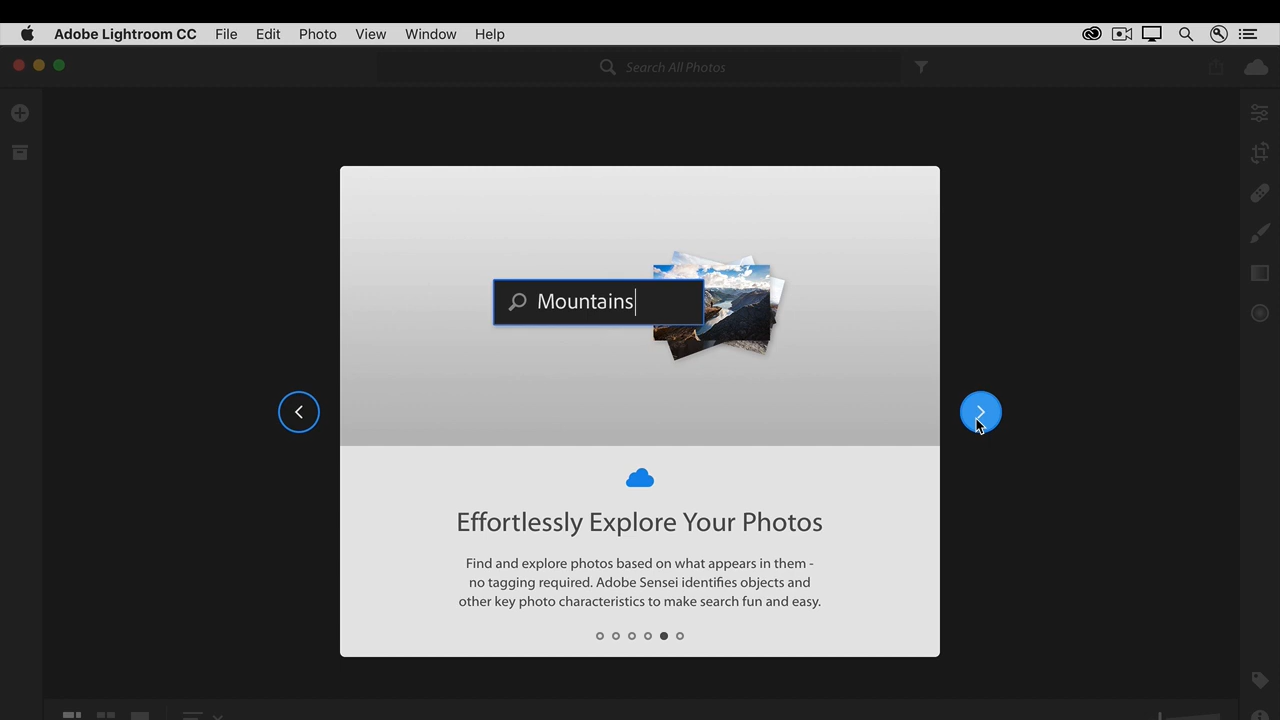 Adobe Lightroom CC File Edit Photo View Window Help
Search All Photos
Mountains
Effortlessly Explore Your Photos
Find and explore photos based on what appears in them -
no tagging required. Adobe Sensei identifies objects and
other key photo characteristics to make search fun and easy.